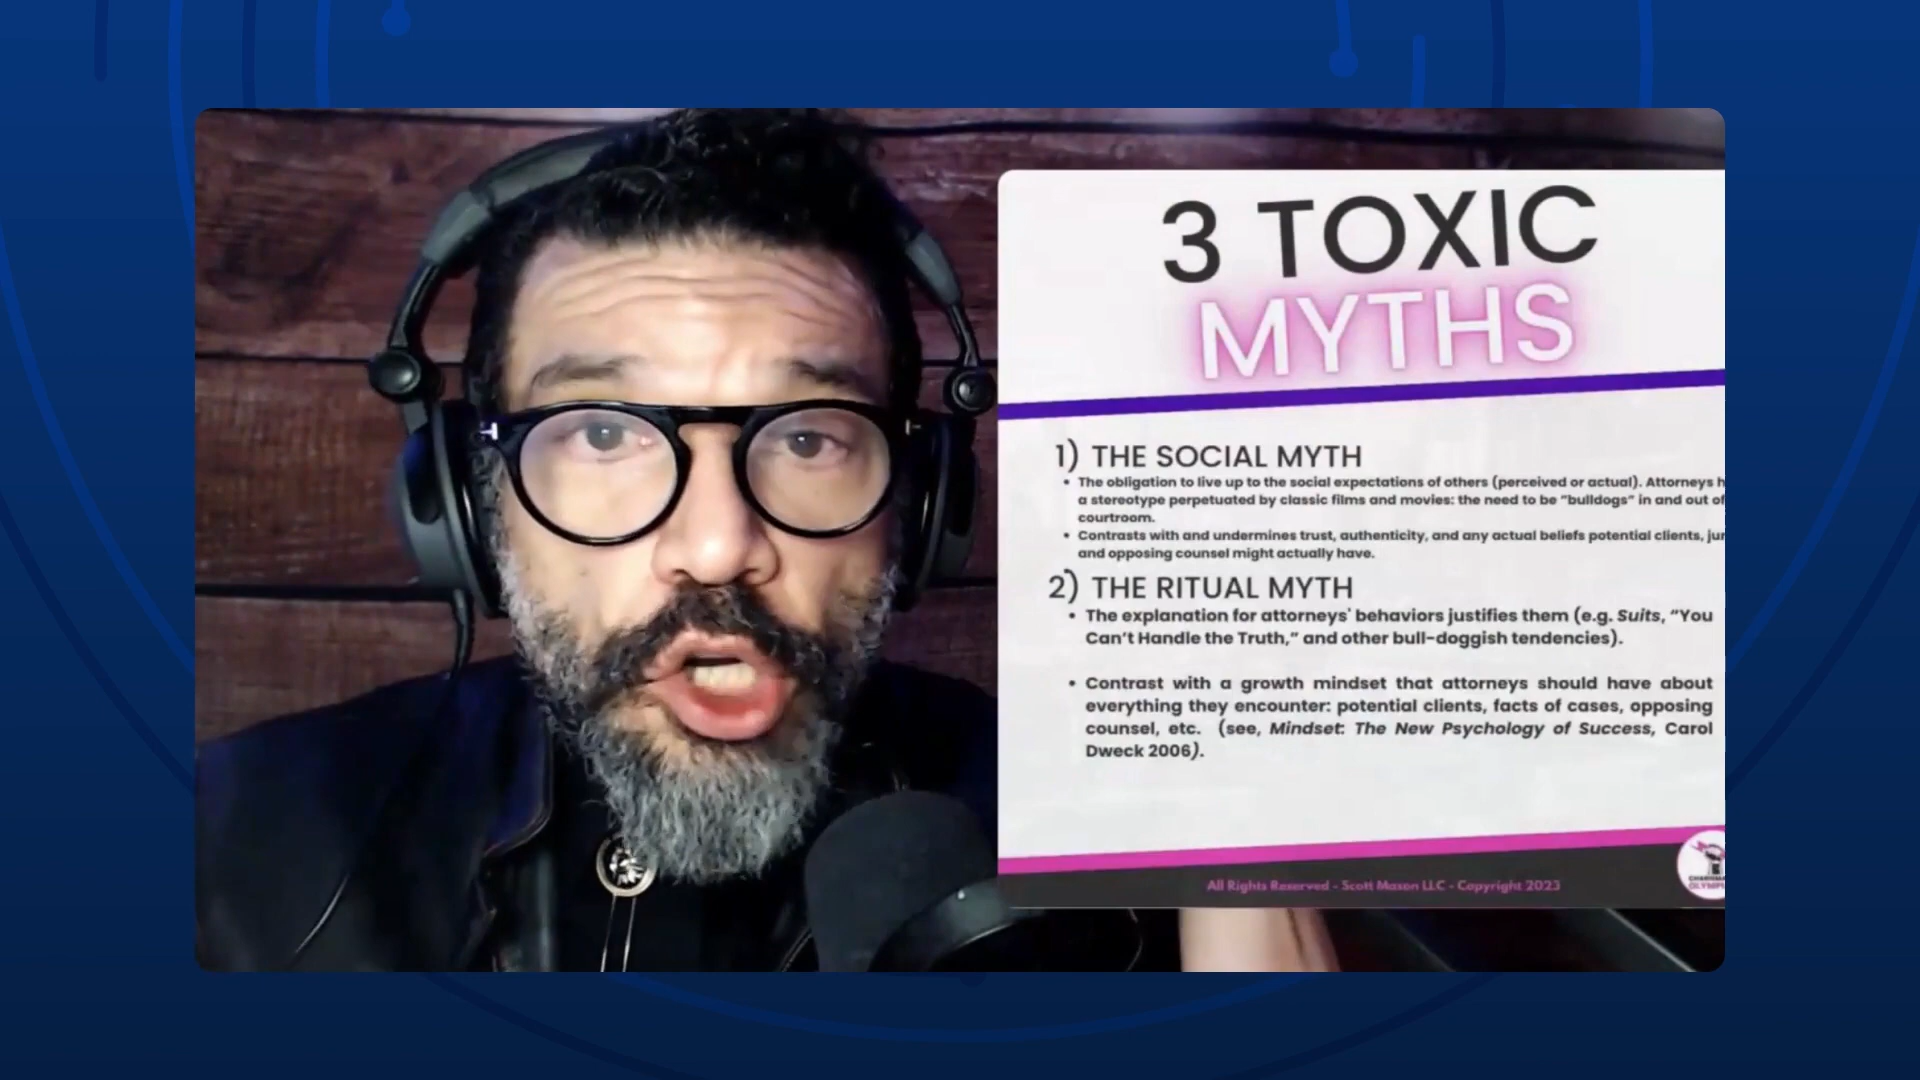 3 TOXIC
MYTHS
1) THE SOCIAL MYTH
• The obligation to live up to the social expectations of others (perceived or actual). Attorneys
a stereotype perpetuated by classic films and movies: the need to be "bulldogs" in and out of
courtroom.
• Contrasts with and undermines trust, authenticity, and any actual beliefs potential clients,
and opposing counsel might actually have.
2) THE RITUAL MYTH
• The explanation for attorneys' behaviors justifies them (e.g. Suits, “You
Can’t Handle the Truth,” and other bull-doggish tendencies).
• Contrast with a growth mindset that attorneys should have about
everything they encounter: potential clients, facts of cases, opposing
counsel, etc. (see, Mindset: The New Psychology of Success, Carol
Dweck 2006).
All Rights Reserved - Scott Mason LLC - Copyright 2023